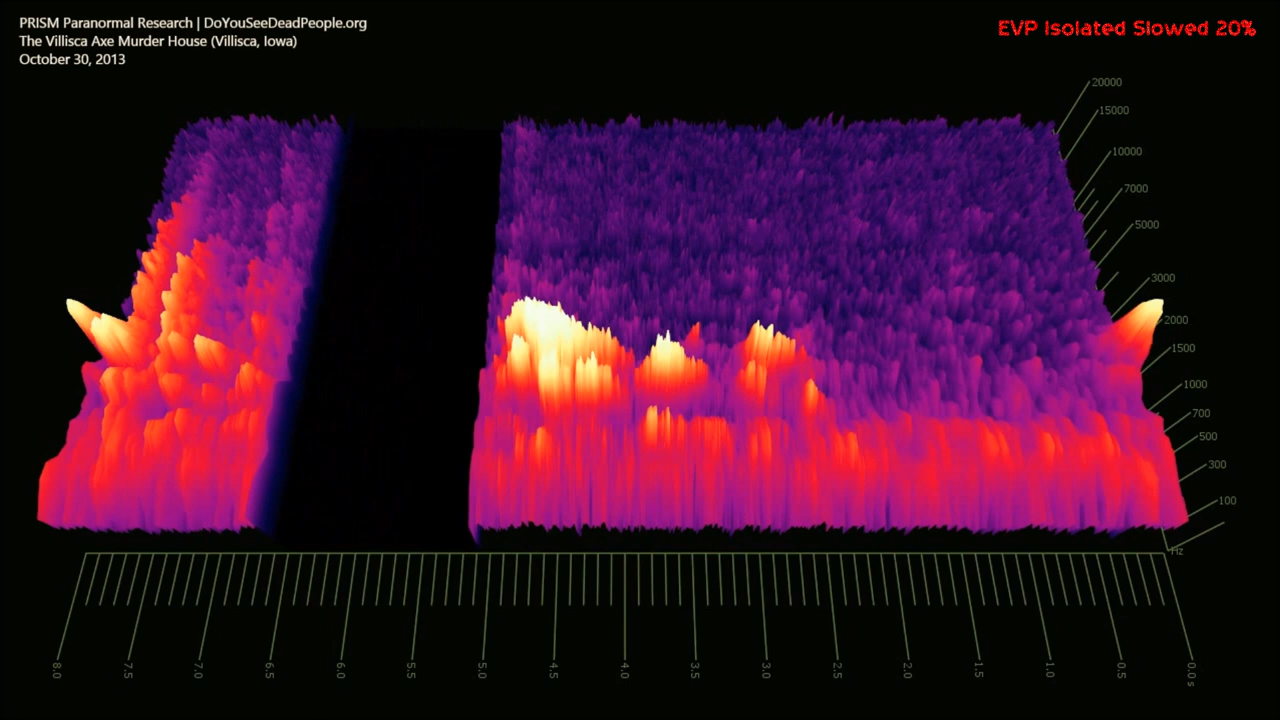 PRISM Paranormal Research | DoYouSeeDeadPeople.org
The Villisca Axe Murder House (Villisca, Iowa)
October 30, 2013
EVP Isolated Slowed 20%
20000
15000
10000
7000
5000
3000
2000
1500
1000
700
500
300
100
Hz
8.0 7.5 7.0 6.5 6.0 5.5 5.0 4.5 4.0 3.5 3.0 2.5 2.0 1.5 1.0 0.5 0.0 s